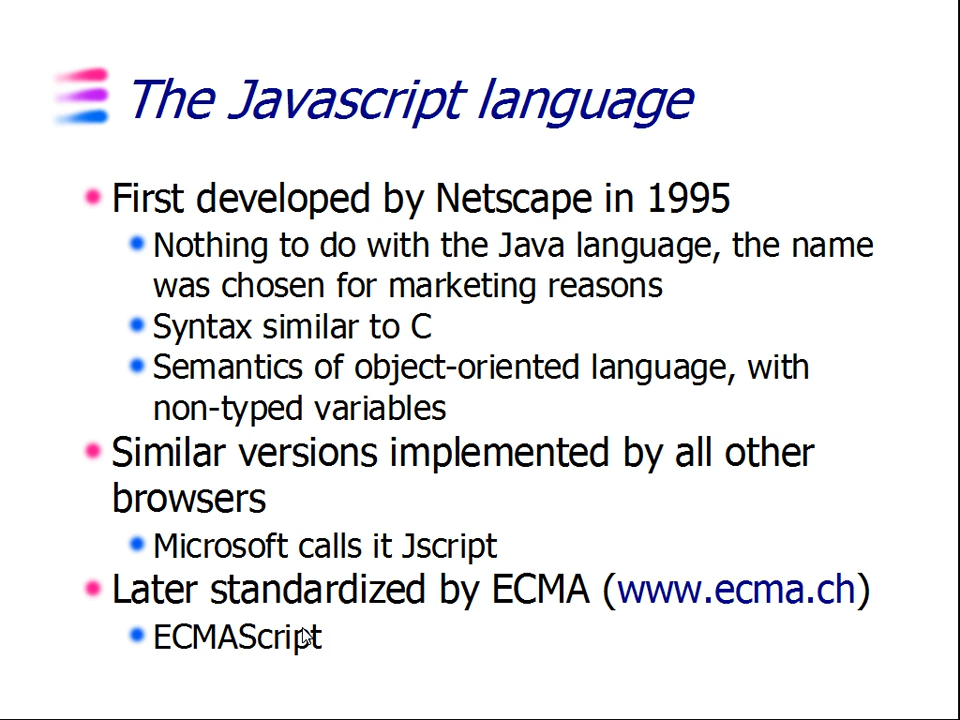 The Javascript language
First developed by Netscape in 1995
Nothing to do with the Java language, the name
was chosen for marketing reasons
Syntax similar to C
Semantics of object-oriented language, with
non-typed variables
Similar versions implemented by all other
browsers
Microsoft calls it Jscript
Later standardized by ECMA (www.ecma.ch)
ECMAScript